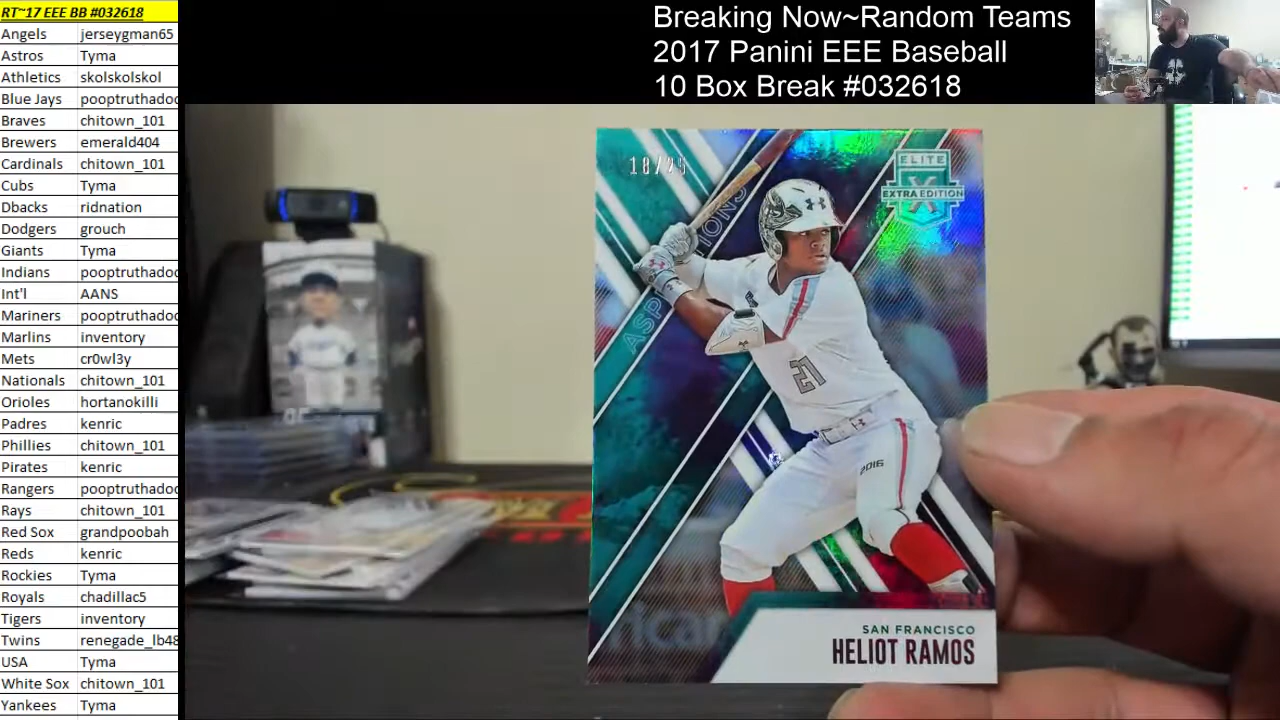 RT~17 EEE BB #032618
Angels jerseygman65
Astros Tyma
Athletics skolskolskol
Blue Jays pooptruthadoc
Braves chitown_101
Brewers emerald404
Cardinals chitown_101
Cubs Tyma
Dbacks ridnation
Dodgers grouch
Giants Tyma
Indians pooptruthadoc
Int'l AANS
Mariners pooptruthadoc
Marlins inventory
Mets cr0wl3y
Nationals chitown_101
Orioles hortanokilli
Padres kenric
Phillies chitown_101
Pirates kenric
Rangers pooptruthadoc
Rays chitown_101
Red Sox grandpoobah
Reds kenric
Rockies Tyma
Royals chadillac5
Tigers inventory
Twins renegade_lb48
USA Tyma
White Sox chitown_101
Yankees Tyma
Breaking Now~Random Teams
2017 Panini EEE Baseball
10 Box Break #032618
18/25
ELITE
X
EXTRA EDITION
21
2016
SAN FRANCISCO
HELIOT RAMOS